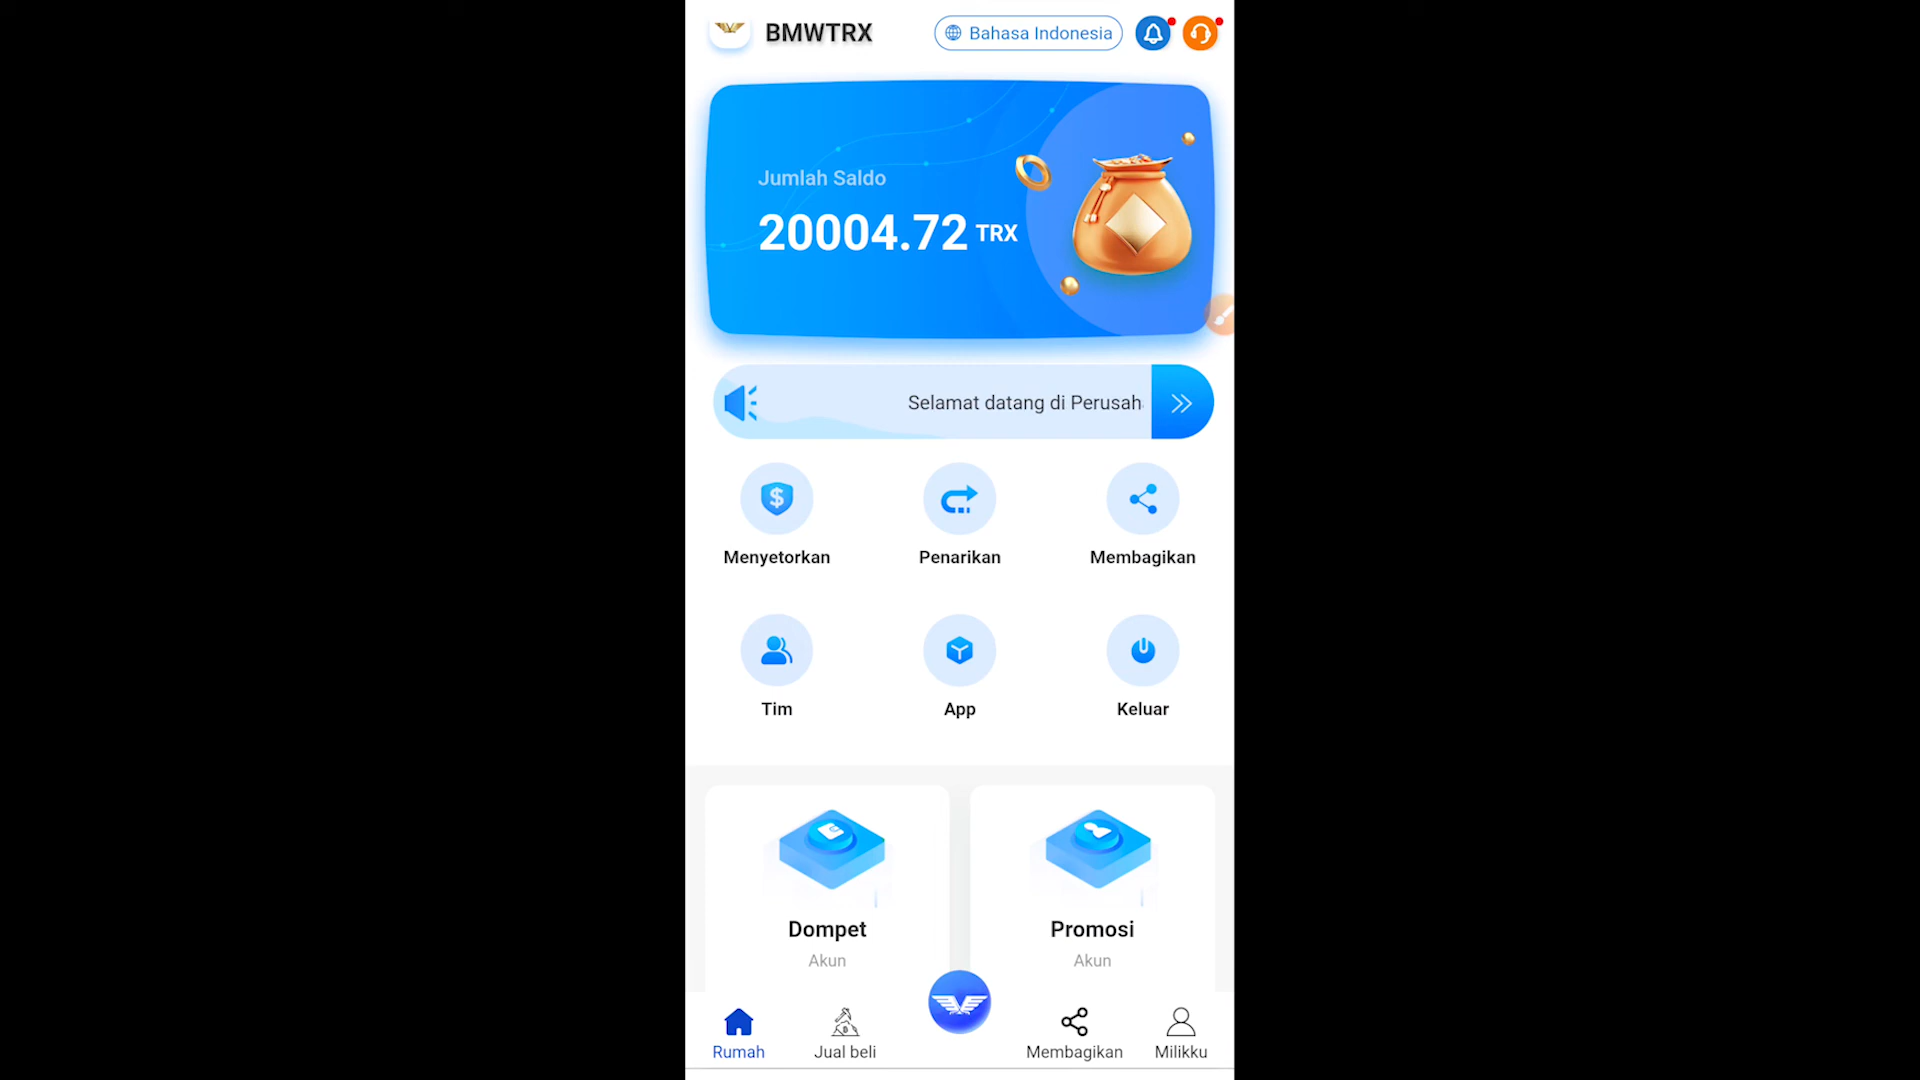 BMWTRX
Bahasa Indonesia
Jumlah Saldo
20004.72 TRX
Selamat datang di Perusah
Menyetorkan
Penarikan
Membagikan
Tim
App
Keluar
Dompet
Promosi
Akun
Akun
Rumah
Jual beli
Membagikan
Milikku